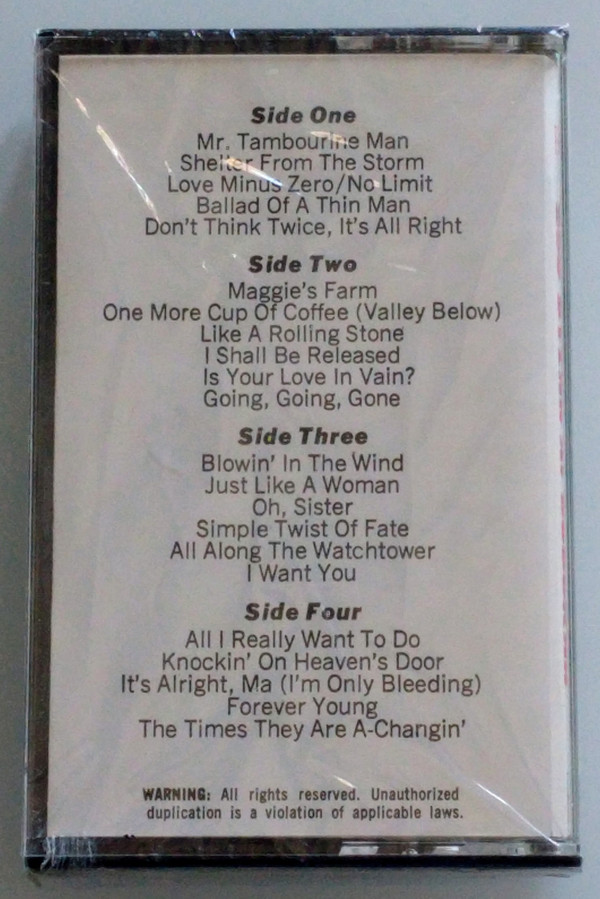 Side One
Mr. Tambourine Man
Shelter From The Storm
Love Minus Zero/No Limit
Ballad Of A Thin Man
Don't Think Twice, It's All Right
Side Two
Maggie's Farm
One More Cup Of Coffee (Valley Below)
Like A Rolling Stone
I Shall Be Released
Is Your Love In Vain?
Going, Going, Gone
Side Three
Blowin' In The Wind
Just Like A Woman
Oh, Sister
Simple Twist Of Fate
All Along The Watchtower
I Want You
Side Four
All I Really Want To Do
Knockin' On Heaven's Door
It's Alright, Ma (I'm Only Bleeding)
Forever Young
The Times They Are A-Changin'
WARNING: All rights reserved. Unauthorized
duplication is a violation of applicable laws.